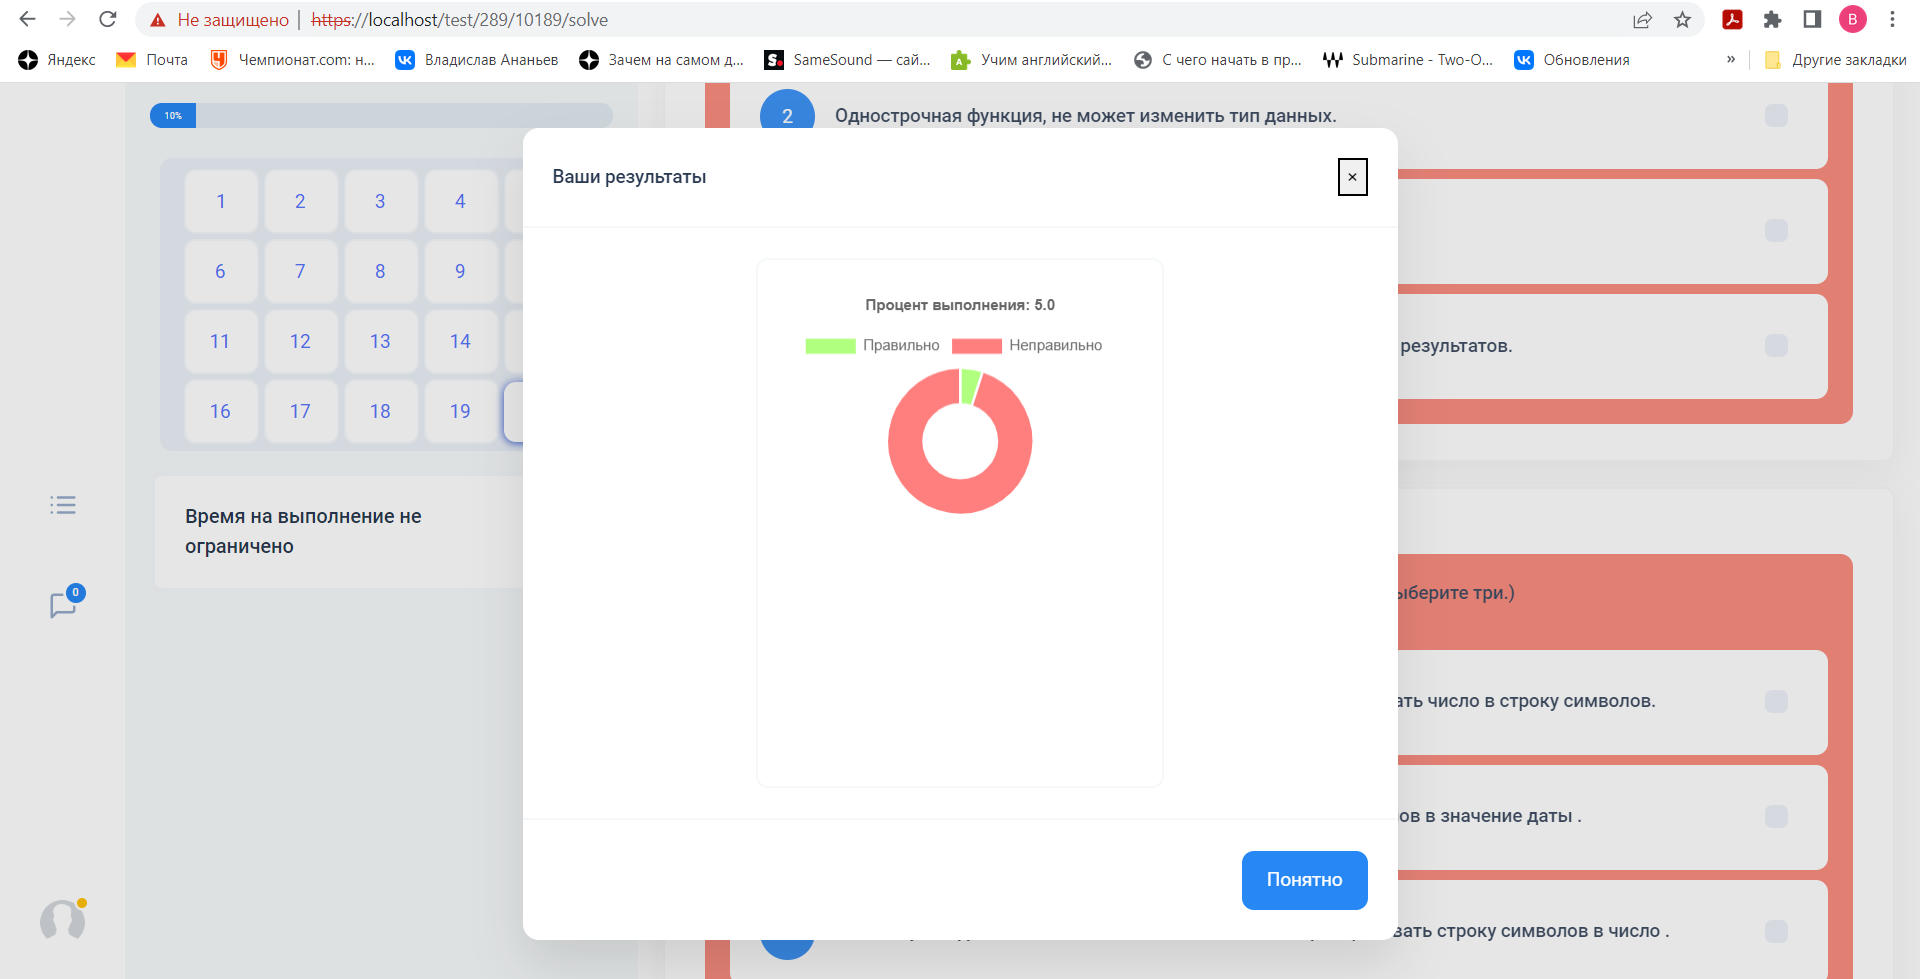 Не защищено | https://localhost/test/289/10189/solve
В
Яндекс
Почта
Чемпионат.com: н...
Владислав Ананьев
Зачем на самом д...
SameSound — сай...
Учим английский...
С чего начать в пр...
Submarine - Two-O...
Обновления
»
Другие закладки
10%
1 2 3 4
6 7 8 9
11 12 13 14
16 17 18 19
Время на выполнение не
ограничено
0
2 Однострочная функция, не может изменить тип данных.
результатов.
ыберите три.)
ать число в строку символов.
ов в значение даты .
вать строку символов в число .
Ваши результаты
×
Процент выполнения: 5.0
Правильно Неправильно
Понятно